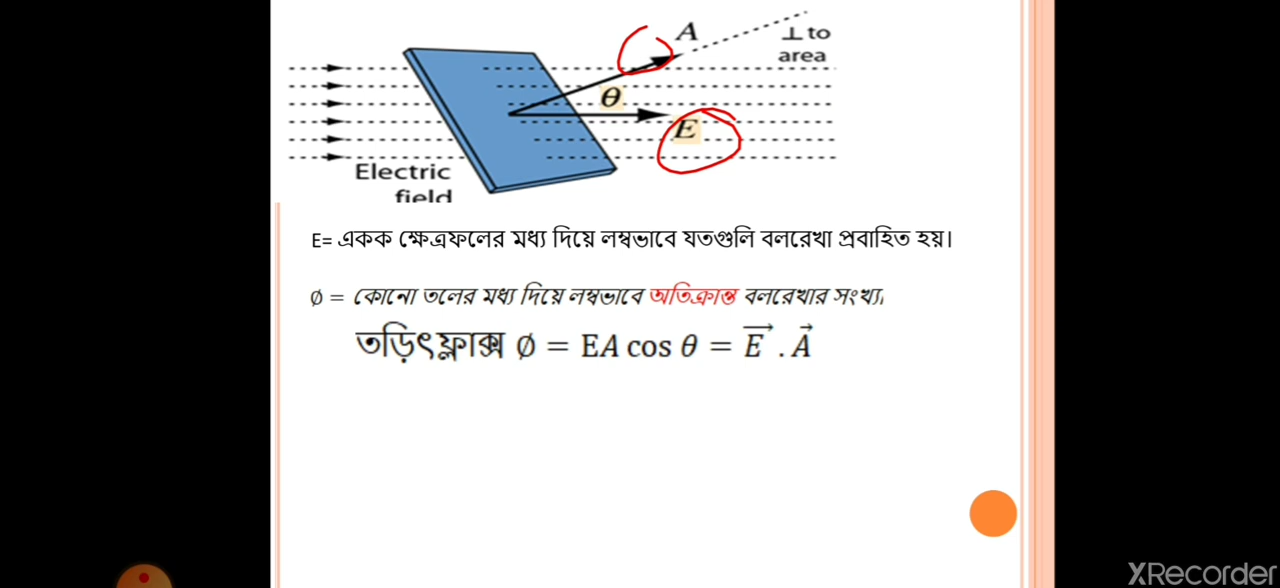 A
⊥ to
area
θ
E
Electric
field
E= একক ক্ষেত্রফলের মধ্য দিয়ে লম্বভাবে যতগুলি বলরেখা প্রবাহিত হয়।
∅ = কোনো তলের মধ্য দিয়ে লম্বভাবে অতিক্রান্ত বলরেখার সংখ্যা
তড়িৎফ্লাক্স ∅ = EA cos θ = E⃗ . A⃗
XRecorder